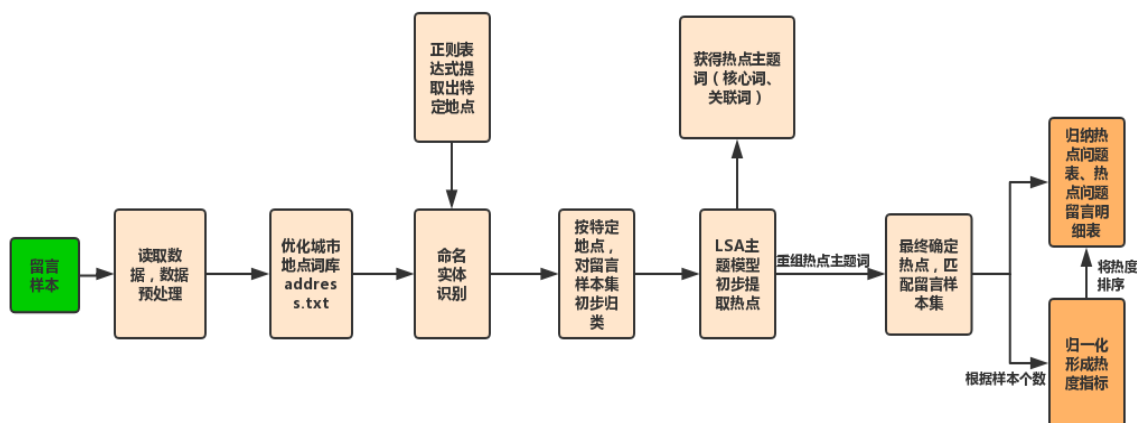 留言
样本
读取数
据，数据
预处理
优化城市
地点词库
addres
s.txt
正则表
达式提
取出特
定地点
命名
实体
识别
按特定
地点，
对留言
样本集
初步归
类
获得热点主题
词（核心词、
关联词）
LSA主
题模型
初步提
取热点
重组热点主题词
最终确定
热点，匹
配留言样
本集
归纳热
点问题
表、热
点问题
留言明
细表
将热度
排序
根据样本个数
归一化
形成热
度指标